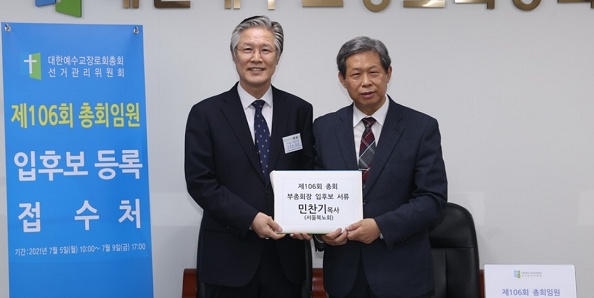 대한예수교장로회총회
선거관리위원회
제106회 총회임원
입후보 등록
접수처
기간 : 2021년 7월 5일(월) 10:00~ 7월 9일(금) 17:00
제106회 총회
부총회장 입후보 서류
민찬기목사
(서울북노회)
제106회 총회임원